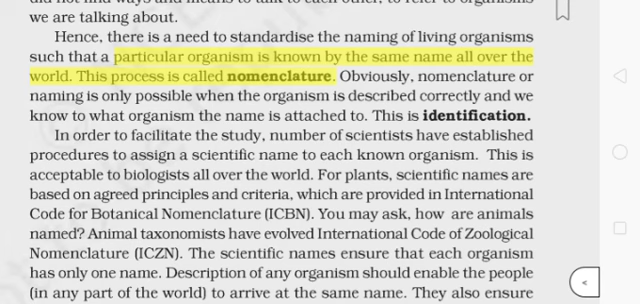 we are talking about.
Hence, there is a need to standardise the naming of living organisms
such that a particular organism is known by the same name all over the
world. This process is called nomenclature. Obviously, nomenclature or
naming is only possible when the organism is described correctly and we
know to what organism the name is attached to. This is identification.
In order to facilitate the study, number of scientists have established
procedures to assign a scientific name to each known organism. This is
acceptable to biologists all over the world. For plants, scientific names are
based on agreed principles and criteria, which are provided in International
Code for Botanical Nomenclature (ICBN). You may ask, how are animals
named? Animal taxonomists have evolved International Code of Zoological
Nomenclature (ICZN). The scientific names ensure that each organism
has only one name. Description of any organism should enable the people
(in any part of the world) to arrive at the same name. They also ensure